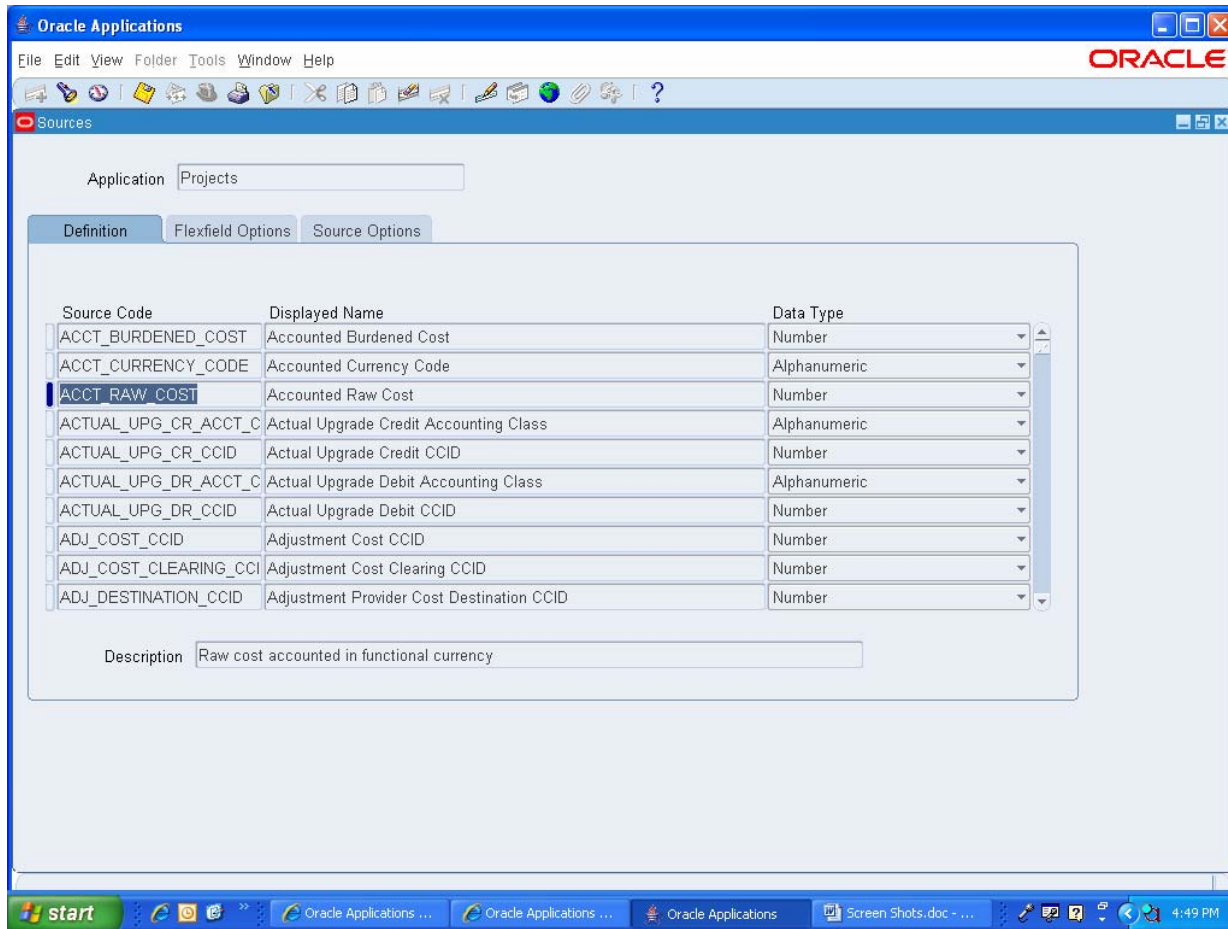 Oracle Applications
File Edit View Folder Tools Window Help
ORACLE
Sources
Application Projects
Definition Flexfield Options Source Options
Source Code Displayed Name Data Type
ACCT_BURDENED_COST Accounted Burdened Cost Number
ACCT_CURRENCY_CODE Accounted Currency Code Alphanumeric
ACCT_RAW_COST Accounted Raw Cost Number
ACTUAL_UPG_CR_ACCT_C Actual Upgrade Credit Accounting Class Alphanumeric
ACTUAL_UPG_CR_CCID Actual Upgrade Credit CCID Number
ACTUAL_UPG_DR_ACCT_C Actual Upgrade Debit Accounting Class Alphanumeric
ACTUAL_UPG_DR_CCID Actual Upgrade Debit CCID Number
ADJ_COST_CCID Adjustment Cost CCID Number
ADJ_COST_CLEARING_CCI Adjustment Cost Clearing CCID Number
ADJ_DESTINATION_CCID Adjustment Provider Cost Destination CCID Number
Description Raw cost accounted in functional currency
start Oracle Applications ... Oracle Applications ... Oracle Applications Screen Shots.doc - ... 4:49 PM